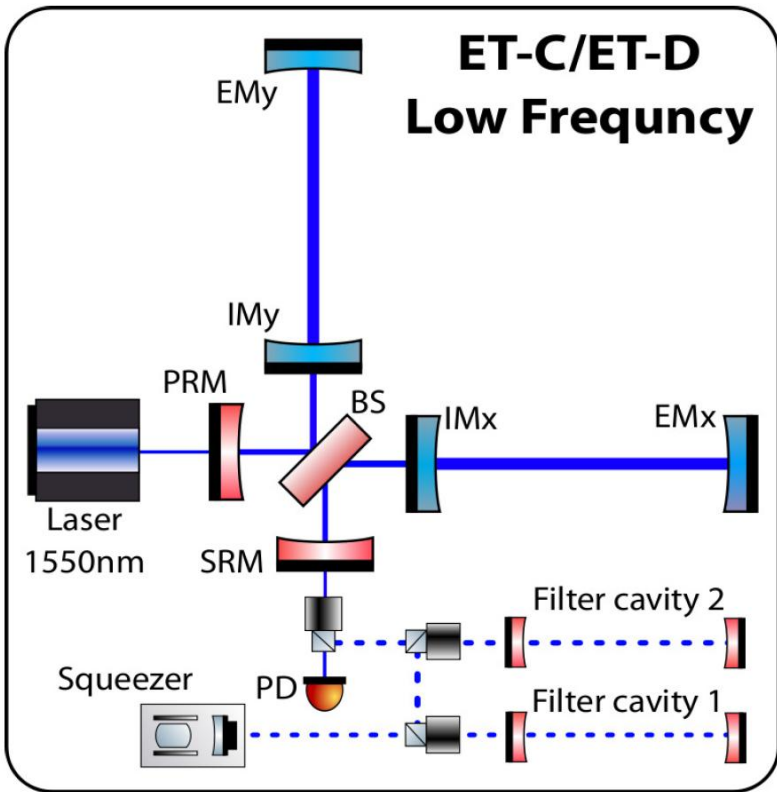 ET-C/ET-D
Low Frequncy
EMy
IMy
PRM
BS
IMx
EMx
Laser
1550nm
SRM
Filter cavity 2
Squeezer
PD
Filter cavity 1